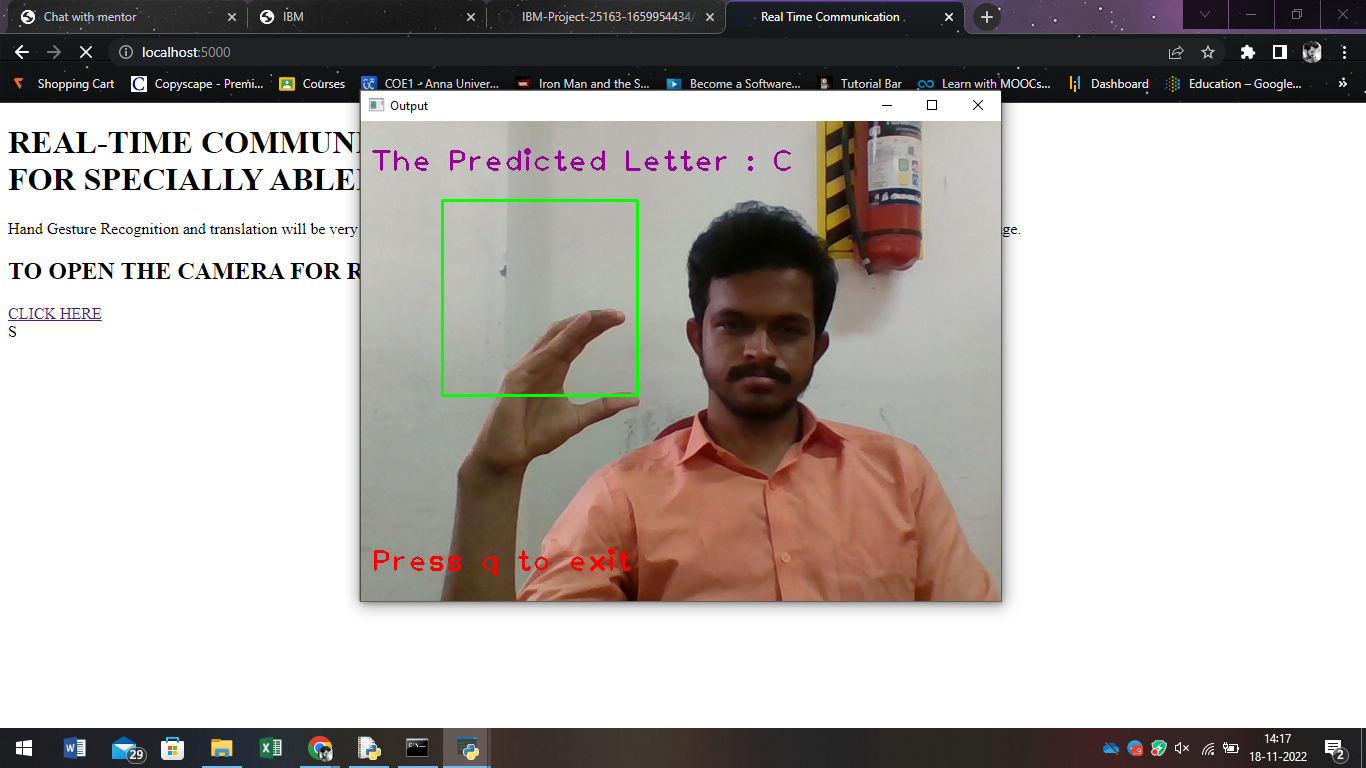 Chat with mentor
IBM
IBM-Project-25163-1659954434/
Real Time Communication
localhost:5000
Shopping Cart
Copyscape - Premi...
Courses
COE1 - Anna Univer...
Iron Man and the S...
Become a Software...
Tutorial Bar
Learn with MOOCs...
Dashboard
Education – Google...
»
Output
REAL-TIME COMMUN
FOR SPECIALLY ABLE
The Predicted Letter : C
Hand Gesture Recognition and translation will be very
ge.
TO OPEN THE CAMERA FOR R
CLICK HERE
S
Press q to exit
29
14:17
18-11-2022
2